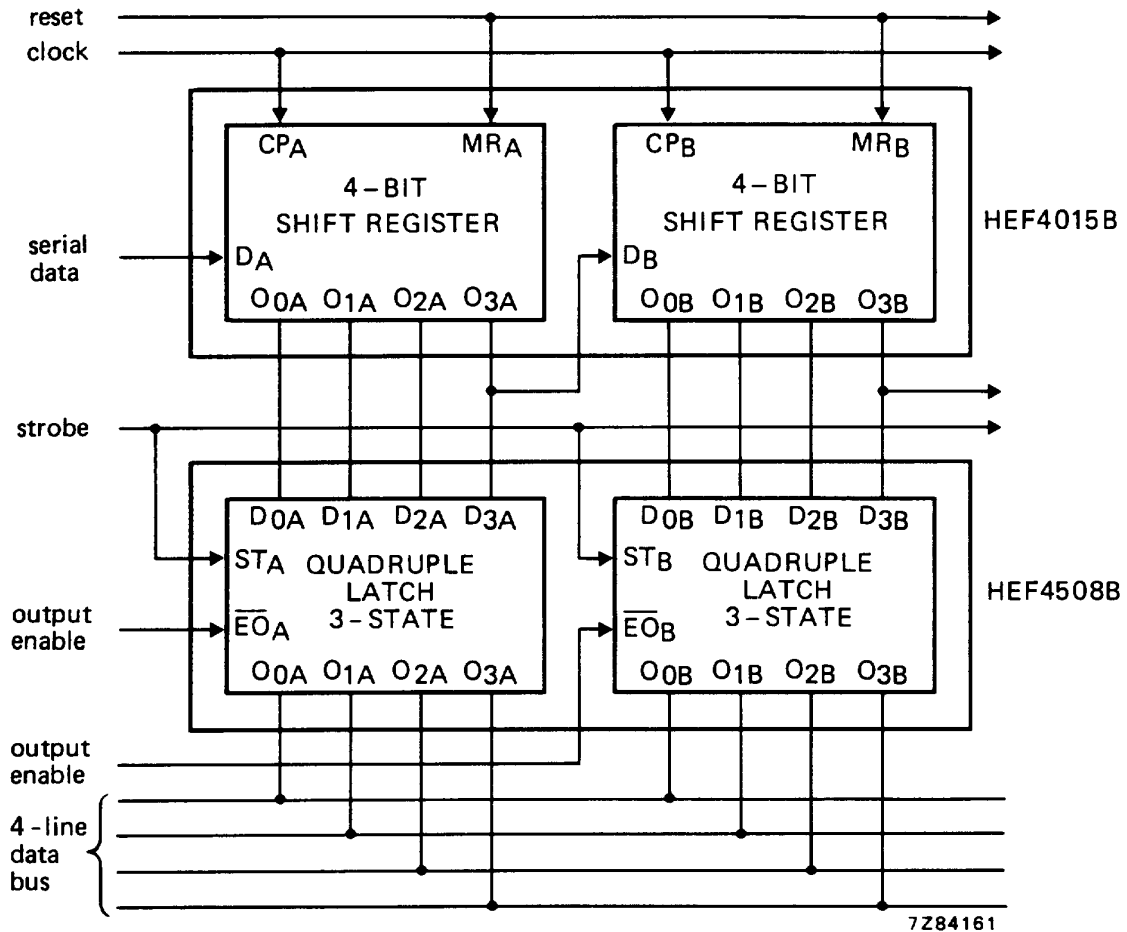 reset
clock
CPA MRA CPB MRB
4-BIT
SHIFT REGISTER
4-BIT
SHIFT REGISTER
HEF4015B
serial
data
DA
DB
O0A O1A O2A O3A
O0B O1B O2B O3B
strobe
D0A D1A D2A D3A
D0B D1B D2B D3B
STA
QUADRUPLE
LATCH
3-STATE
STB
QUADRUPLE
LATCH
3-STATE
HEF4508B
output
enable
E̅O̅A
E̅O̅B
O0A O1A O2A O3A
O0B O1B O2B O3B
output
enable
4-line
data
bus
7Z84161